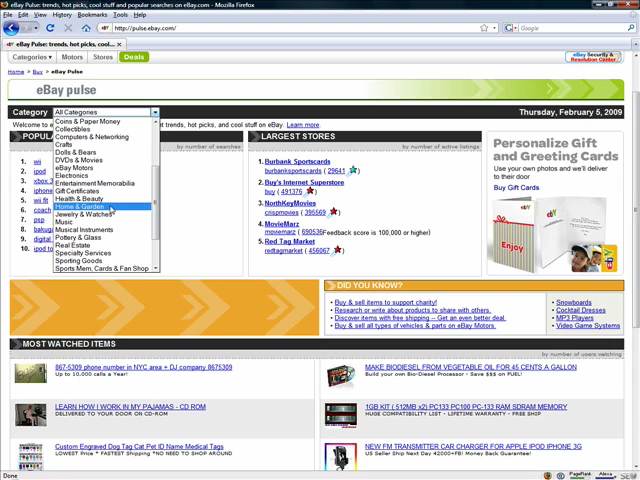 eBay Pulse: trends, hot picks, cool stuff and popular searches on eBay.com - Mozilla Firefox
File Edit View History Bookmarks Tools Help
http://pulse.ebay.com/
Google
eBay Pulse: trends, hot picks, cool...
Categories Motors Stores Deals
eBay Security & Resolution Center
Home > Buy > eBay Pulse
eBay pulse
Category All Categories
Thursday, February 5, 2009
Coins & Paper Money
Collectibles
Computers & Networking
Crafts
Dolls & Bears
DVDs & Movies
eBay Motors
Electronics
Entertainment Memorabilia
Gift Certificates
Health & Beauty
Home & Garden
Jewelry & Watches
Music
Musical Instruments
Pottery & Glass
Real Estate
Specialty Services
Sporting Goods
Sports Mem, Cards & Fan Shop
Welcome to e
t trends, hot picks, and cool stuff on eBay. Learn more
POPUL
by number of searches
1. wii
2. ipod
3. xbox 3
4. iphone
5. wii fit
6. coach
7. psp
8. bakug
9. digital
10. ipod to
LARGEST STORES
by number of active listings
1. Burbank Sportscards
burbanksportscards ( 29641 )
2. Buy's Internet Superstore
buy ( 491376 )
3. NorthKeyMovies
crispmovies ( 295569 )
4. MovieMarz
moviemarz ( 690536 Feedback score is 100,000 or higher)
5. Red Tag Market
redtagmarket ( 456067 )
Personalize Gift and Greeting Cards
Use your own photos - we'll print and deliver to them
Buy Gift Cards
Enjoy
DID YOU KNOW?
Buy & sell items to support charity!
Research or write about products to share with others.
Discover items with free shipping -- Get an even better deal.
Buy & sell all types of vehicles & parts on eBay Motors.
Snowboards
Cocktail Dresses
MP3 Players
Video Game Systems
MOST WATCHED ITEMS
by number of users watching
867-5309 phone number in NYC area + DJ company 8675309
Up to 10,000 calls a Year!
MAKE BIODIESEL FROM VEGETABLE OIL FOR 45 CENTS A GALLON
Build your own Bio-Diesel Processor - Save $$$ on FUEL!
LEARN HOW I WORK IN MY PAJAMAS - CD ROM
DELIVERED TO YOUR DOOR ON CD-ROM
1GB KIT ( 512MB x2) PC133 PC100 PC-133 RAM SDRAM MEMORY
HUGE COMPATIBILITY LIST - LIFETIME WARRANTY - FREE SHIP
Custom Engraved Dog Tag Cat Pet ID Name Medical Tags
LOWEST PRICE * FASTEST SHIPPING *NO NEED TO SHOP AROUND
NEW FM TRANSMITTER CAR CHARGER FOR APPLE IPOD IPHONE 3G
US Seller Ship Next Day 42000+FB! Money Back Guarantee!
Done
PageRank
Alexa